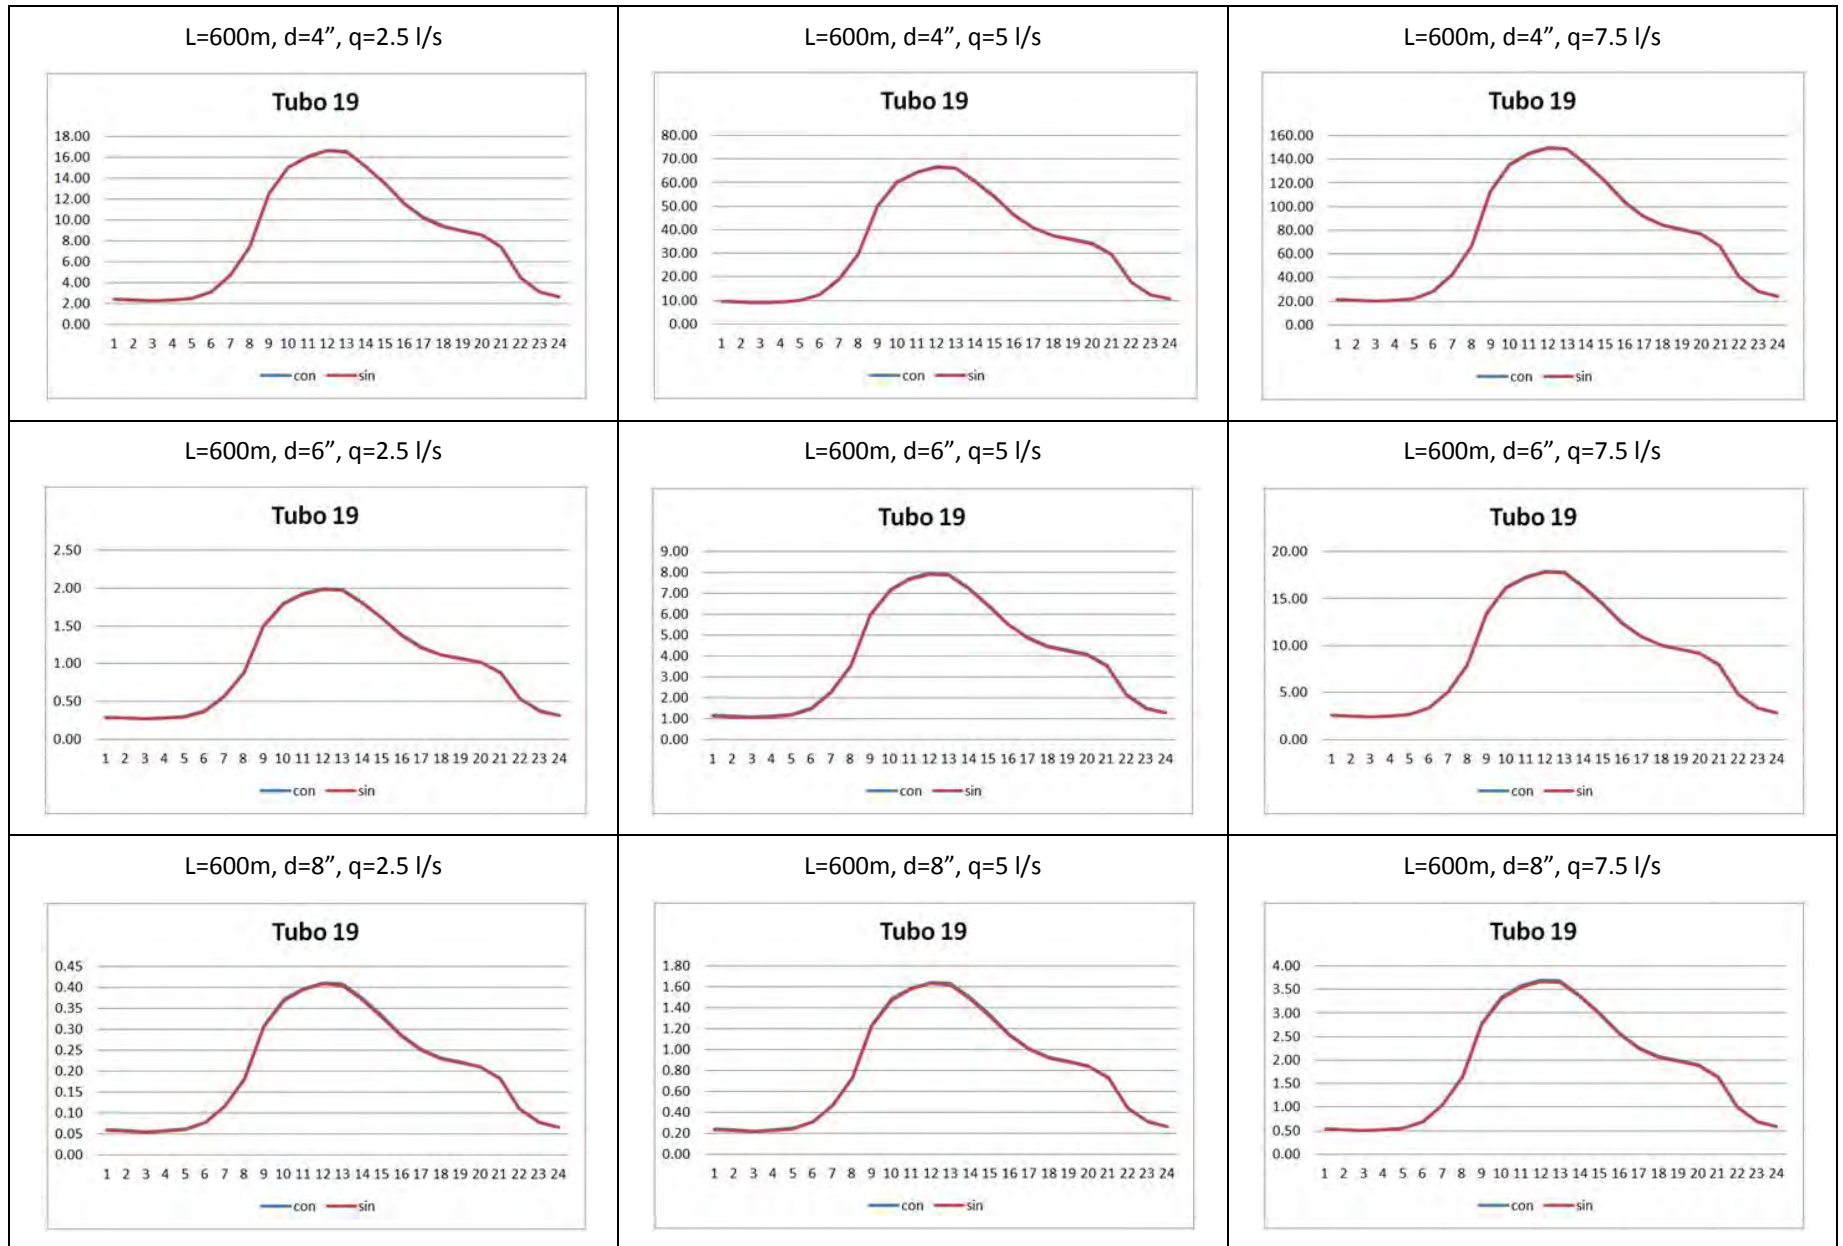 L=600m, d=4”, q=2.5 l/s
Tubo 19
18.00
16.00
14.00
12.00
10.00
8.00
6.00
4.00
2.00
0.00
1 2 3 4 5 6 7 8 9 10 11 12 13 14 15 16 17 18 19 20 21 22 23 24
con sin
L=600m, d=4”, q=5 l/s
Tubo 19
80.00
70.00
60.00
50.00
40.00
30.00
20.00
10.00
0.00
1 2 3 4 5 6 7 8 9 10 11 12 13 14 15 16 17 18 19 20 21 22 23 24
con sin
L=600m, d=4”, q=7.5 l/s
Tubo 19
160.00
140.00
120.00
100.00
80.00
60.00
40.00
20.00
0.00
1 2 3 4 5 6 7 8 9 10 11 12 13 14 15 16 17 18 19 20 21 22 23 24
con sin
L=600m, d=6”, q=2.5 l/s
Tubo 19
2.50
2.00
1.50
1.00
0.50
0.00
1 2 3 4 5 6 7 8 9 10 11 12 13 14 15 16 17 18 19 20 21 22 23 24
con sin
L=600m, d=6”, q=5 l/s
Tubo 19
9.00
8.00
7.00
6.00
5.00
4.00
3.00
2.00
1.00
0.00
1 2 3 4 5 6 7 8 9 10 11 12 13 14 15 16 17 18 19 20 21 22 23 24
con sin
L=600m, d=6”, q=7.5 l/s
Tubo 19
20.00
15.00
10.00
5.00
0.00
1 2 3 4 5 6 7 8 9 10 11 12 13 14 15 16 17 18 19 20 21 22 23 24
con sin
L=600m, d=8”, q=2.5 l/s
Tubo 19
0.45
0.40
0.35
0.30
0.25
0.20
0.15
0.10
0.05
0.00
1 2 3 4 5 6 7 8 9 10 11 12 13 14 15 16 17 18 19 20 21 22 23 24
con sin
L=600m, d=8”, q=5 l/s
Tubo 19
1.80
1.60
1.40
1.20
1.00
0.80
0.60
0.40
0.20
0.00
1 2 3 4 5 6 7 8 9 10 11 12 13 14 15 16 17 18 19 20 21 22 23 24
con sin
L=600m, d=8”, q=7.5 l/s
Tubo 19
4.00
3.50
3.00
2.50
2.00
1.50
1.00
0.50
0.00
1 2 3 4 5 6 7 8 9 10 11 12 13 14 15 16 17 18 19 20 21 22 23 24
con sin